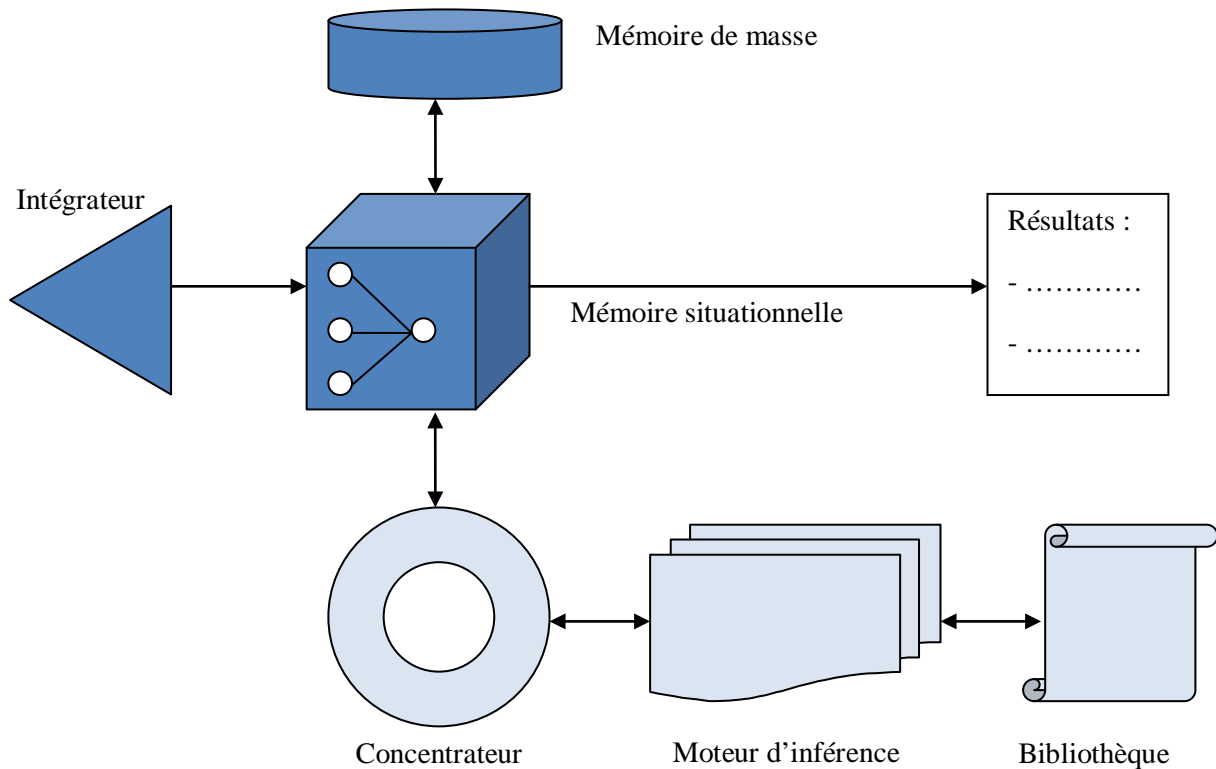 Mémoire de masse
Intégrateur
Résultats :
- …………
Mémoire situationnelle
- …………
Concentrateur
Moteur d’inférence
Bibliothèque